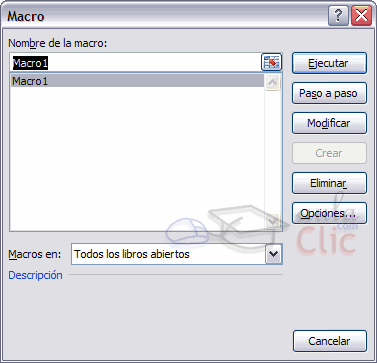 Macro
Nombre de la macro:
Macro1
Macro1
Ejecutar
Paso a paso
Modificar
Crear
Eliminar
Opciones...
Macros en:
Todos los libros abiertos
Descripción
Cancelar
aula
Clic
.com